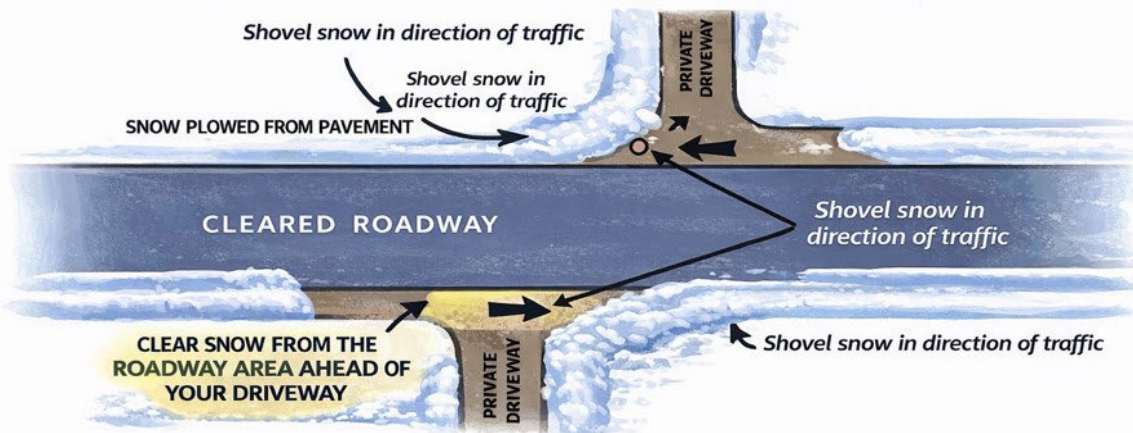 Shovel snow in direction of traffic
Shovel snow in
direction of traffic
SNOW PLOWED FROM PAVEMENT
PRIVATE
DRIVEWAY
CLEARED ROADWAY
Shovel snow in
direction of traffic
CLEAR SNOW FROM THE
ROADWAY AREA AHEAD OF
YOUR DRIVEWAY
PRIVATE
DRIVEWAY
Shovel snow in direction of traffic